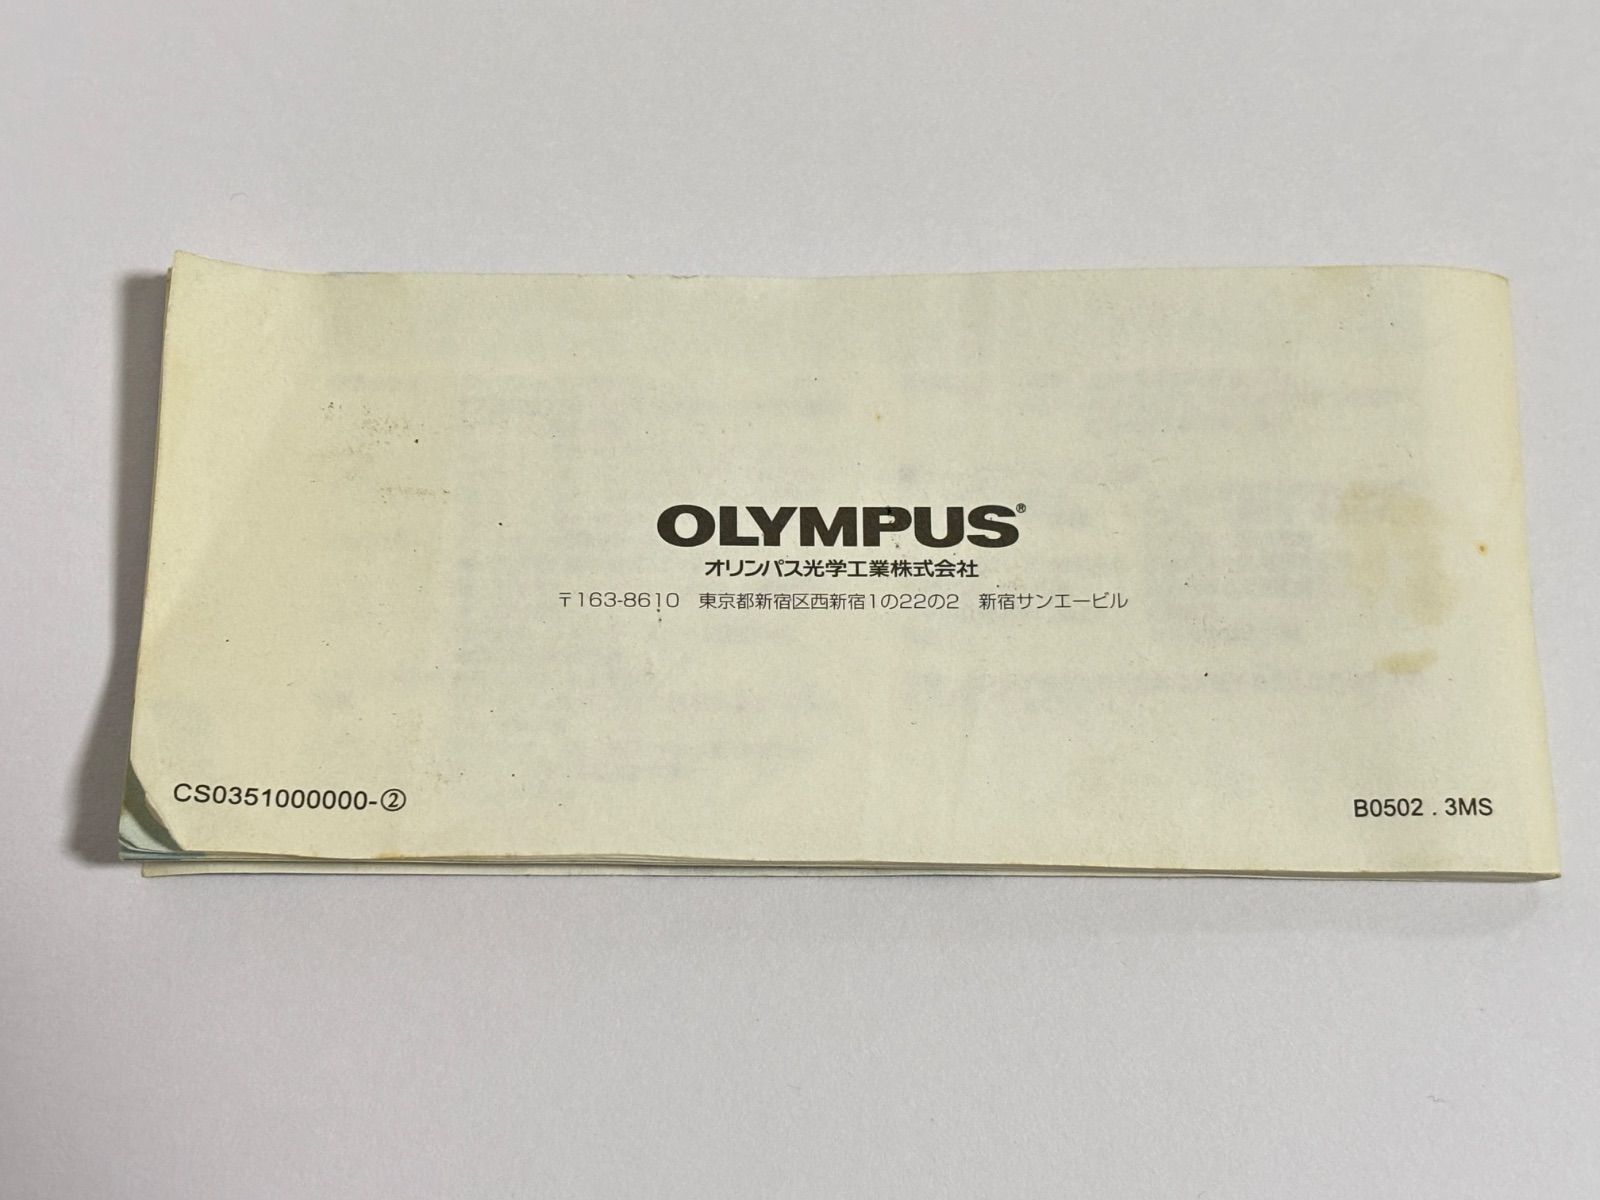 OLYMPUS®
オリンパス光学工業株式会社
〒163-8610 東京都新宿区西新宿1の22の2 新宿サンエービル
CS0351000000-②
B0502 . 3MS